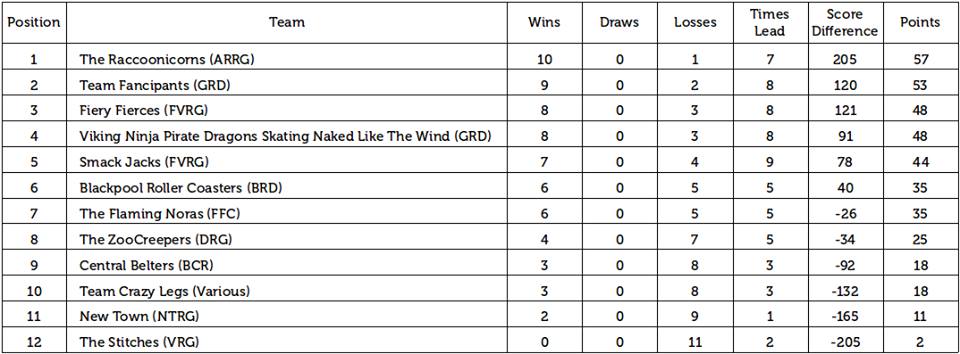 Position Team Wins Draws Losses Times Lead Score Difference Points
1 The Raccoonicorns (ARRG) 10 0 1 7 205 57
2 Team Fancipants (GRD) 9 0 2 8 120 53
3 Fiery Fierces (FVRG) 8 0 3 8 121 48
4 Viking Ninja Pirate Dragons Skating Naked Like The Wind (GRD) 8 0 3 8 91 48
5 Smack Jacks (FVRG) 7 0 4 9 78 44
6 Blackpool Roller Coasters (BRD) 6 0 5 5 40 35
7 The Flaming Noras (FFC) 6 0 5 5 -26 35
8 The ZooCreepers (DRG) 4 0 7 5 -34 25
9 Central Belters (BCR) 3 0 8 3 -92 18
10 Team Crazy Legs (Various) 3 0 8 3 -132 18
11 New Town (NTRG) 2 0 9 1 -165 11
12 The Stitches (VRG) 0 0 11 2 -205 2